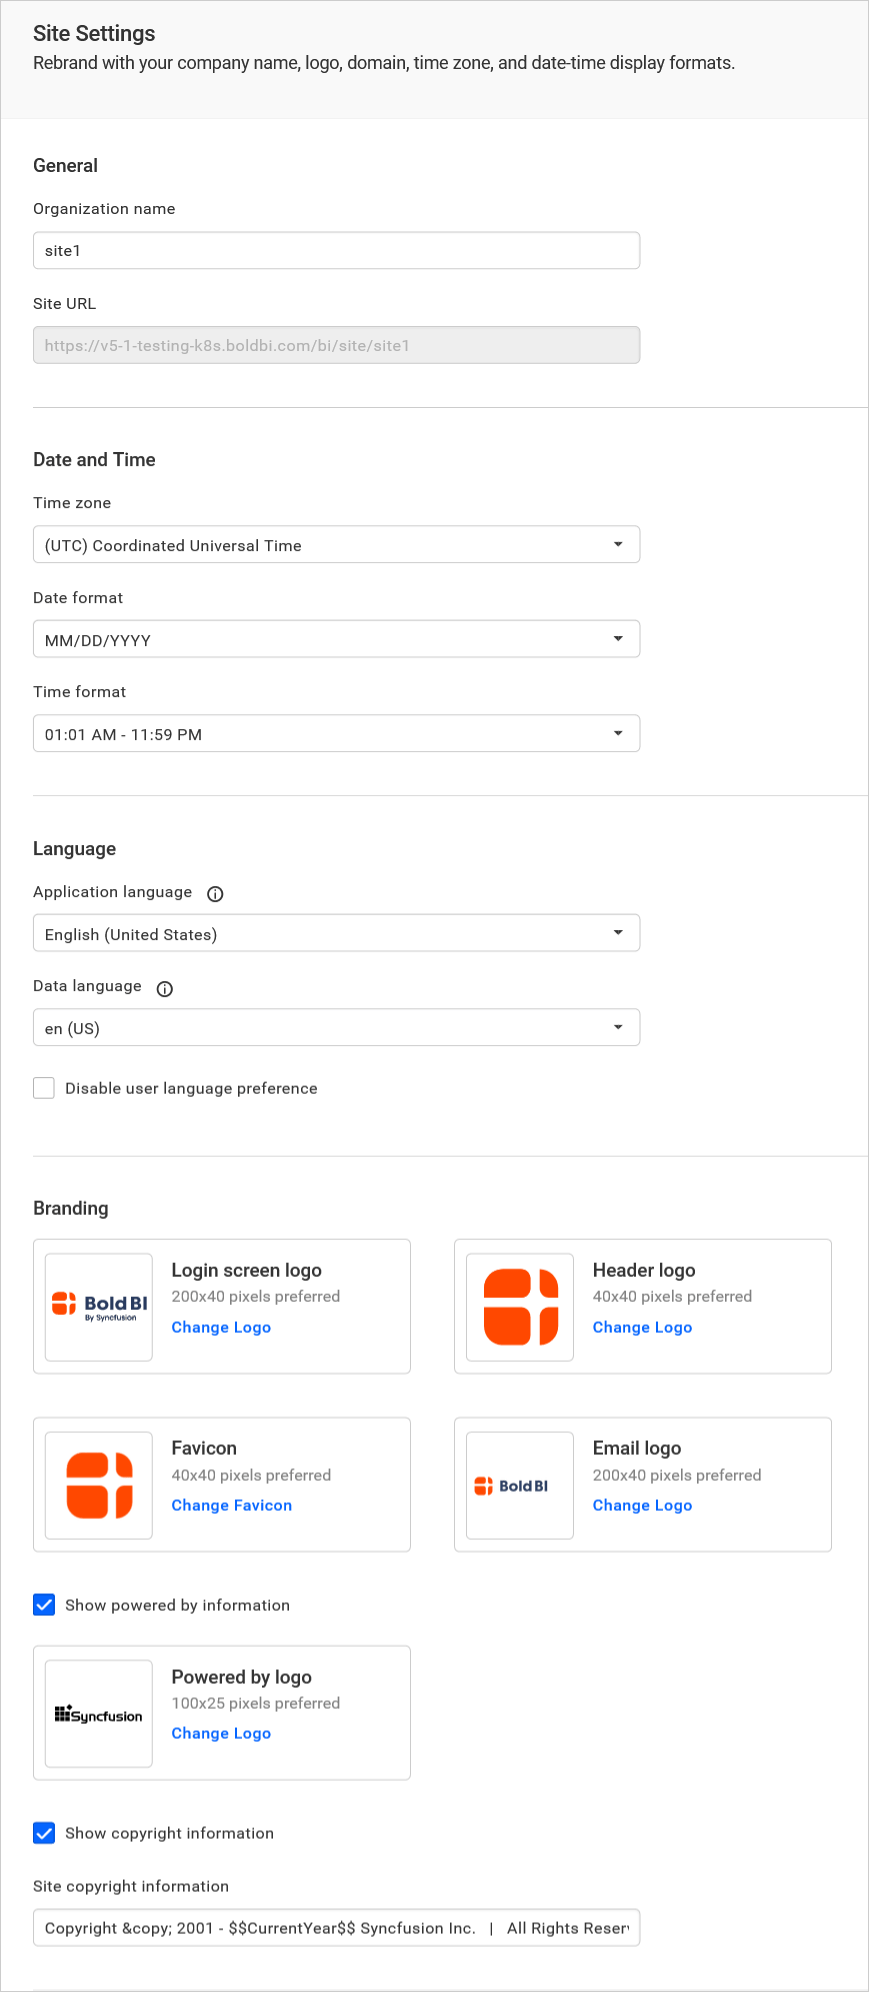 Site Settings
Rebrand with your company name, logo, domain, time zone, and date-time display formats.
General
Organization name
site1
Site URL
https://v5-1-testing-k8s.boldbi.com/bi/site/site1
Date and Time
Time zone
(UTC) Coordinated Universal Time
Date format
MM/DD/YYYY
Time format
01:01 AM - 11:59 PM
Language
Application language
English (United States)
Data language
en (US)
Disable user language preference
Branding
Bold BI
By Syncfusion
Login screen logo
200x40 pixels preferred
Change Logo
Header logo
40x40 pixels preferred
Change Logo
Favicon
40x40 pixels preferred
Change Favicon
Bold BI
Email logo
200x40 pixels preferred
Change Logo
Show powered by information
Syncfusion
Powered by logo
100x25 pixels preferred
Change Logo
Show copyright information
Site copyright information
Copyright &copy; 2001 - $$CurrentYear$$ Syncfusion Inc. | All Rights Reser